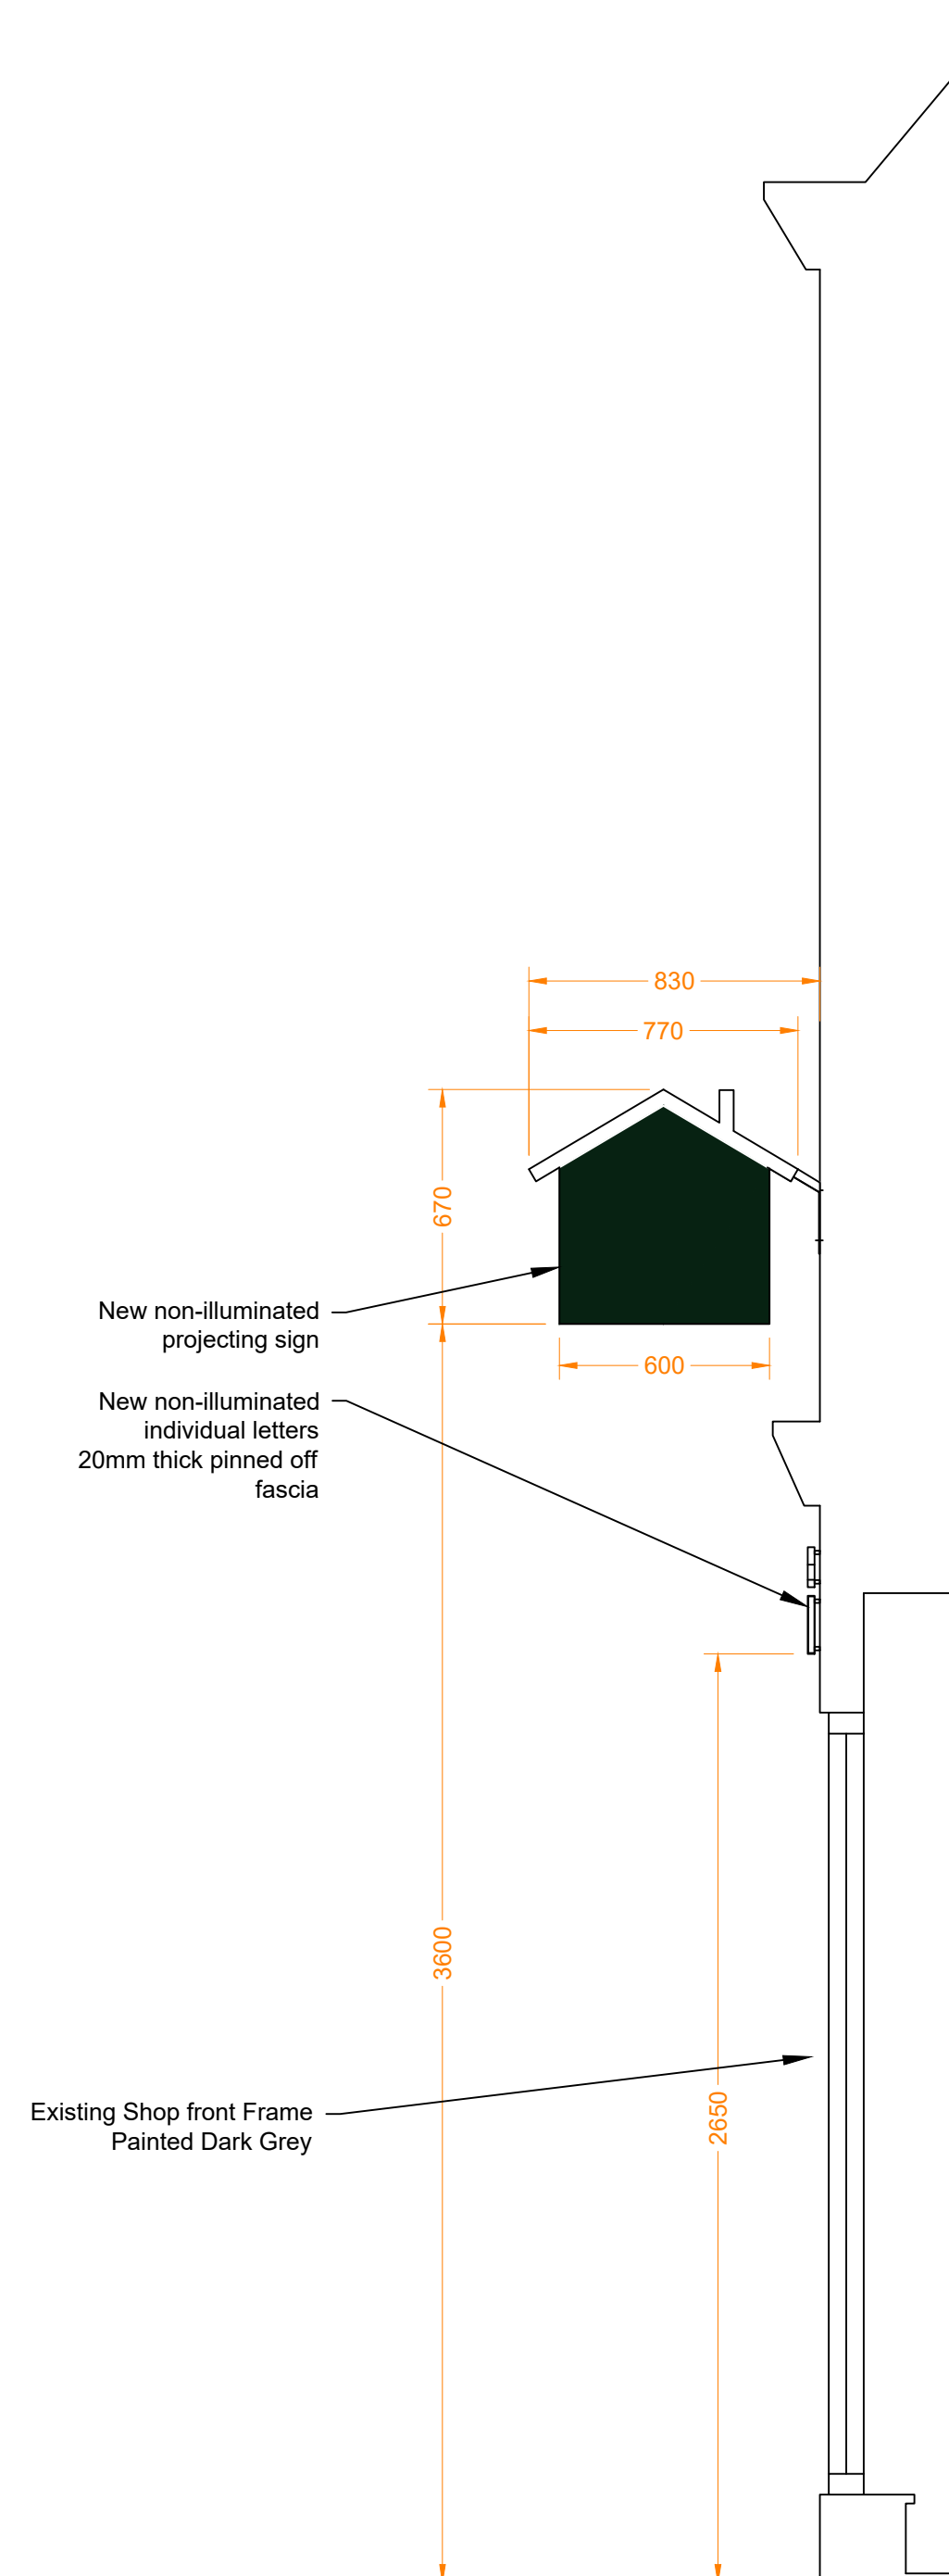 830
770
670
New non-illuminated
projecting sign
600
New non-illuminated
individual letters
20mm thick pinned off
fascia
3600
2650
Existing Shop front Frame
Painted Dark Grey